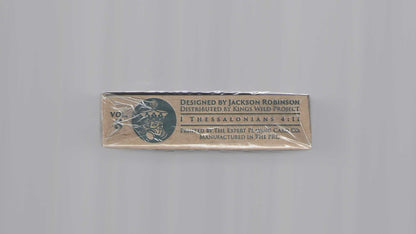 VOL.
DESIGNED BY JACKSON ROBINSON
DISTRIBUTED BY KINGS WILD PROJECT
1 THESSALONIANS 4:11
PRINTED BY THE EXPERT PLAYING CARD CO.
MANUFACTURED IN THE PRC